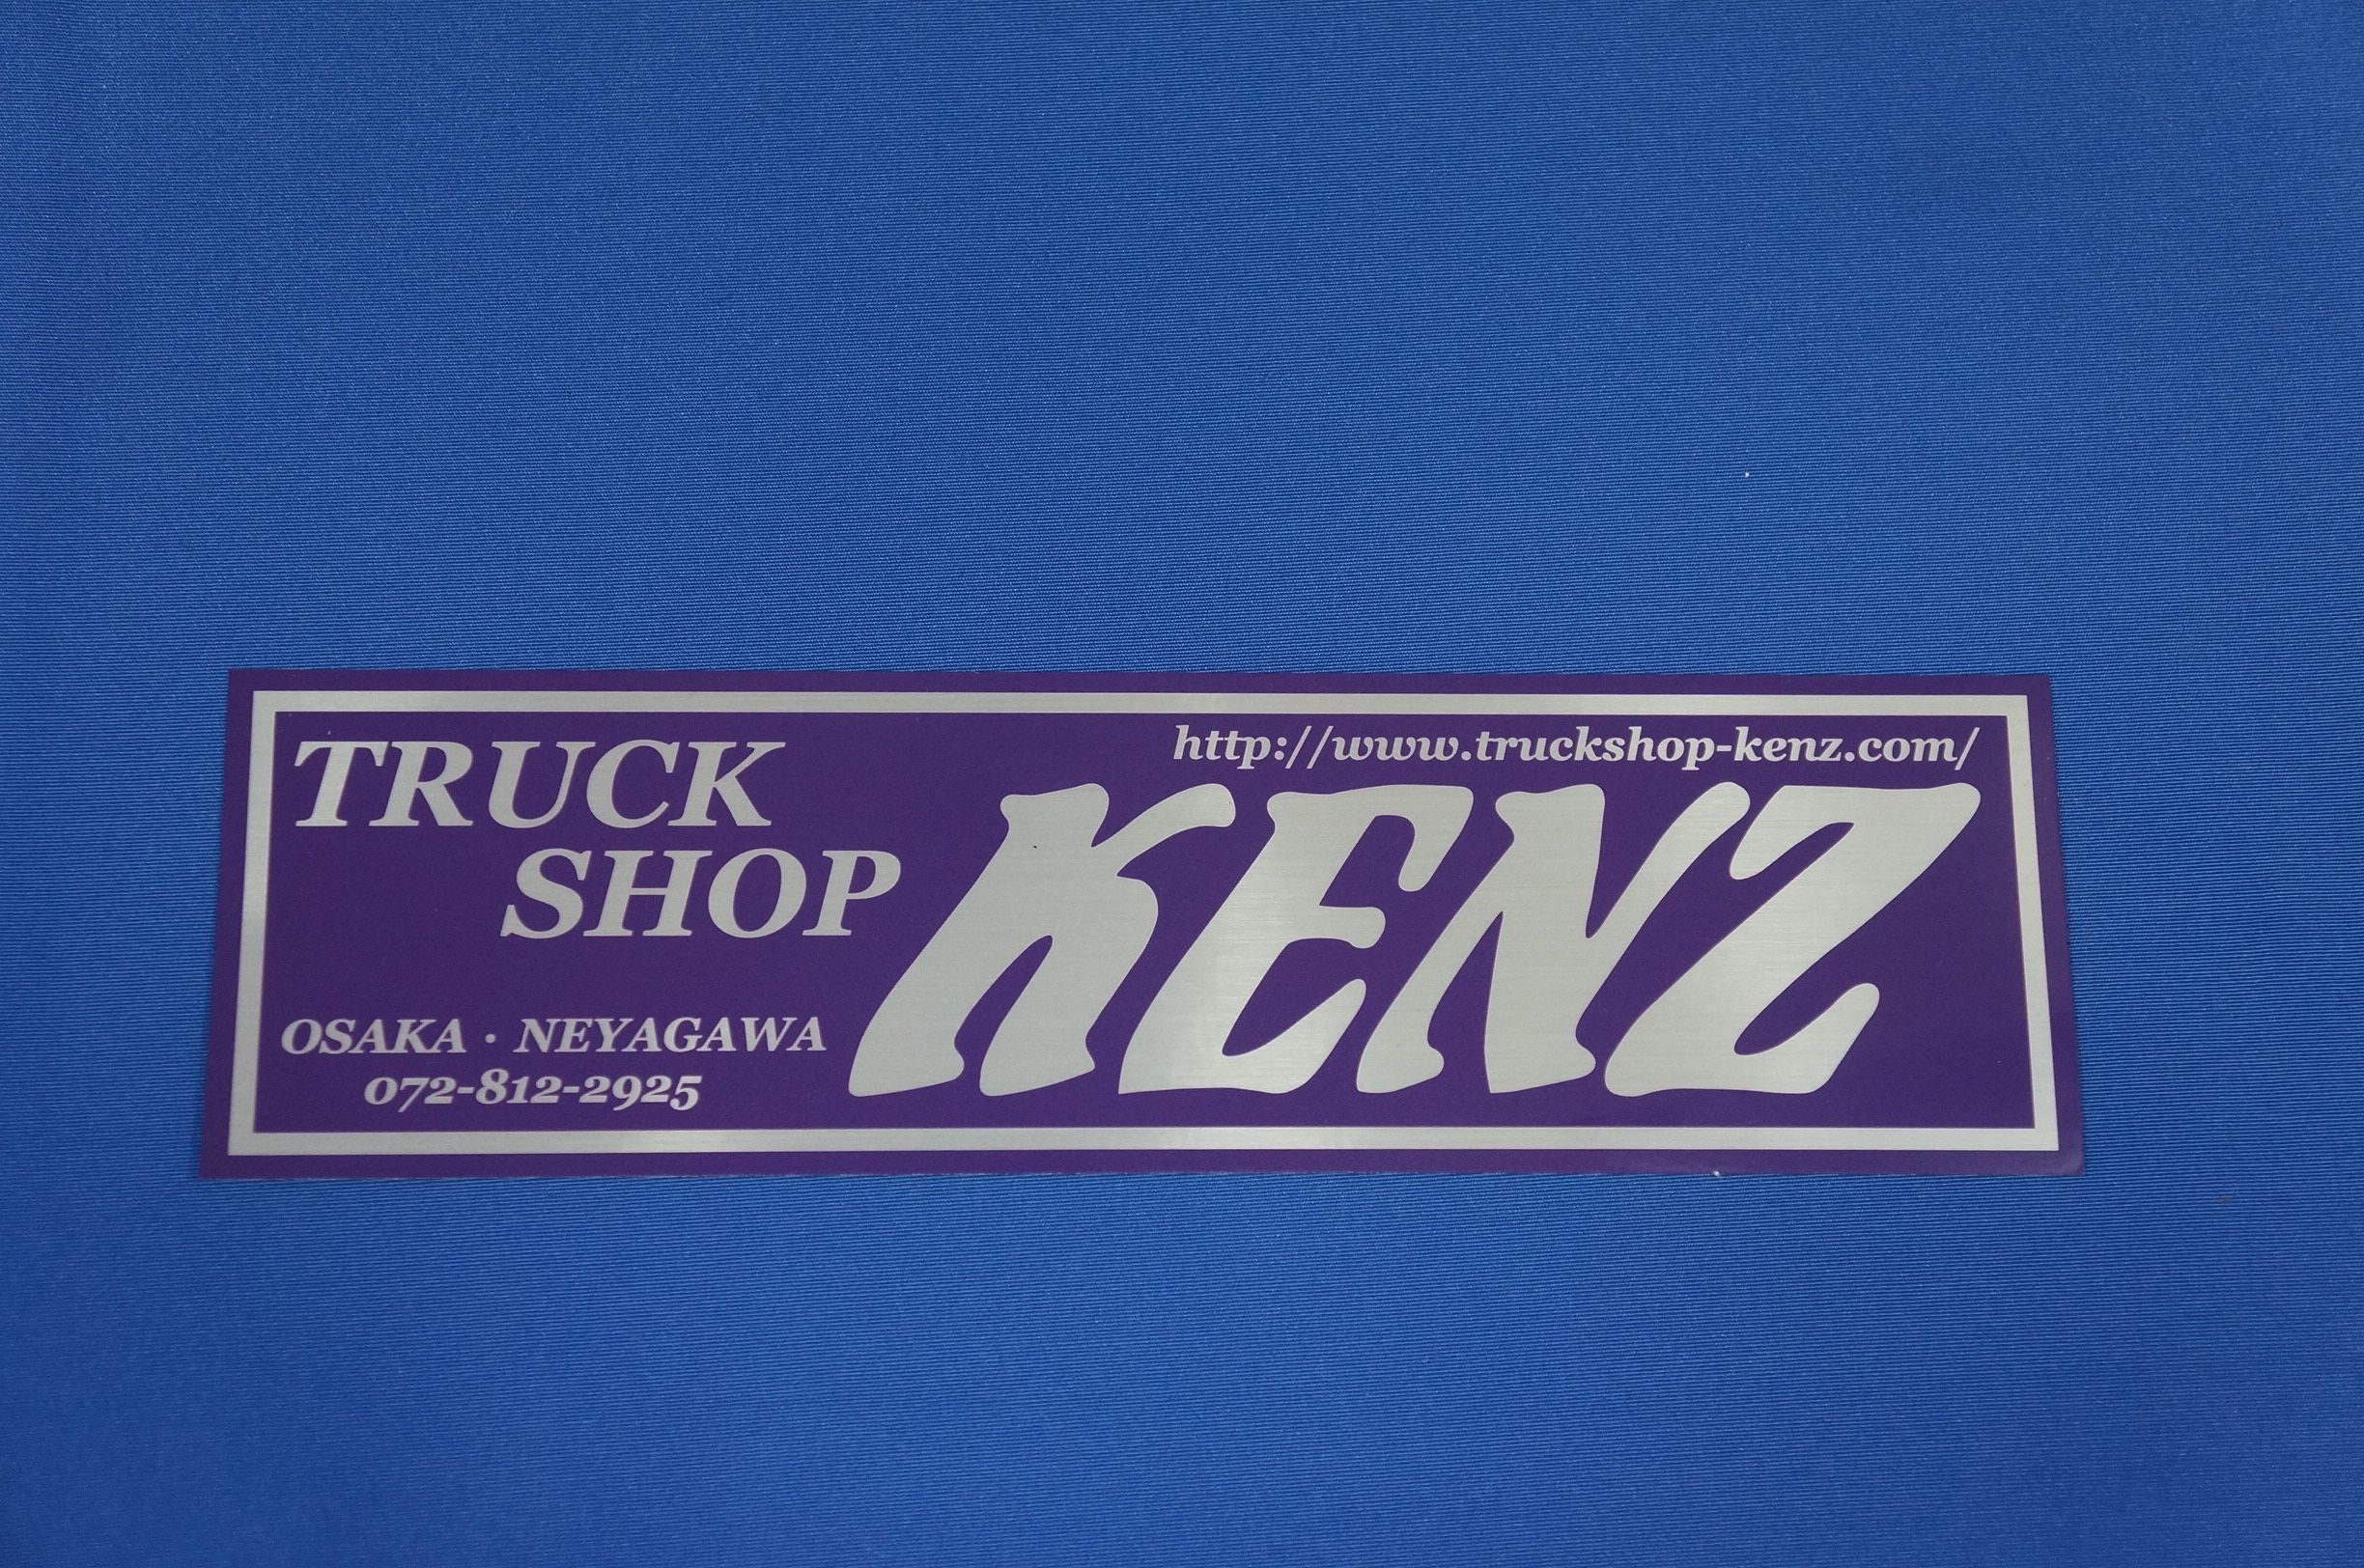 TRUCK
SHOP
http://www.truckshop-kenz.com/
KENZ
OSAKA・NEYAGAWA
072-812-2925